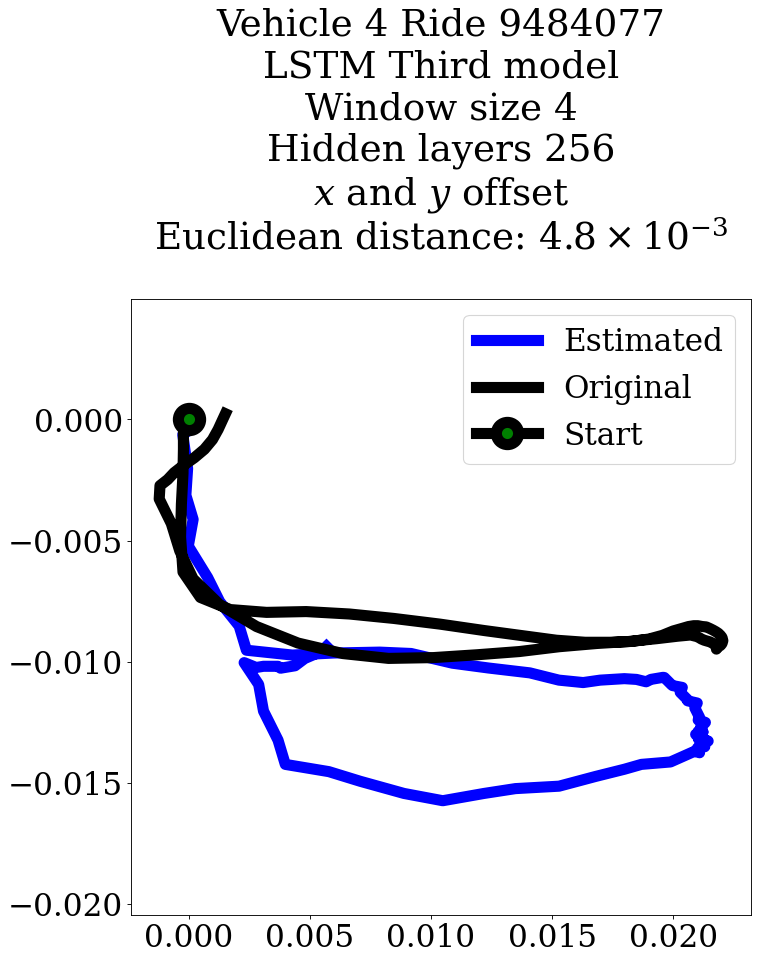 Vehicle 4 Ride 9484077
LSTM Third model
Window size 4
Hidden layers 256
x and y offset
Euclidean distance: 4.8 × 10⁻³
Estimated
Original
Start
0.000
−0.005
−0.010
−0.015
−0.020
0.000 0.005 0.010 0.015 0.020